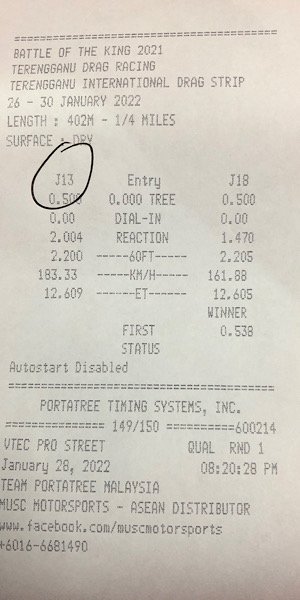 BATTLE OF THE KING 2021
TERENGGANU DRAG RACING
TERENGGANU INTERNATIONAL DRAG STRIP
26 - 30 JANUARY 2022
LENGTH : 402M - 1/4 MILES
SURFACE : DRY
J13 Entry J18
0.500 0.000 TREE 0.500
0.00 DIAL-IN 0.00
2.004 REACTION 1.470
2.200 ------60FT----- 2.205
183.33 -----KM/H------ 161.88
12.609 ------ET------- 12.605
WINNER
FIRST 0.538
STATUS
Autostart Disabled
PORTATREE TIMING SYSTEMS, INC.
=============== 149/150 ==========600214
VTEC PRO STREET QUAL RND 1
January 28, 2022 08:20:28 PM
TEAM PORTATREE MALAYSIA
MUSC MOTORSPORTS - ASEAN DISTRIBUTOR
www.facebook.com/muscmotorsports
+6016-6681490